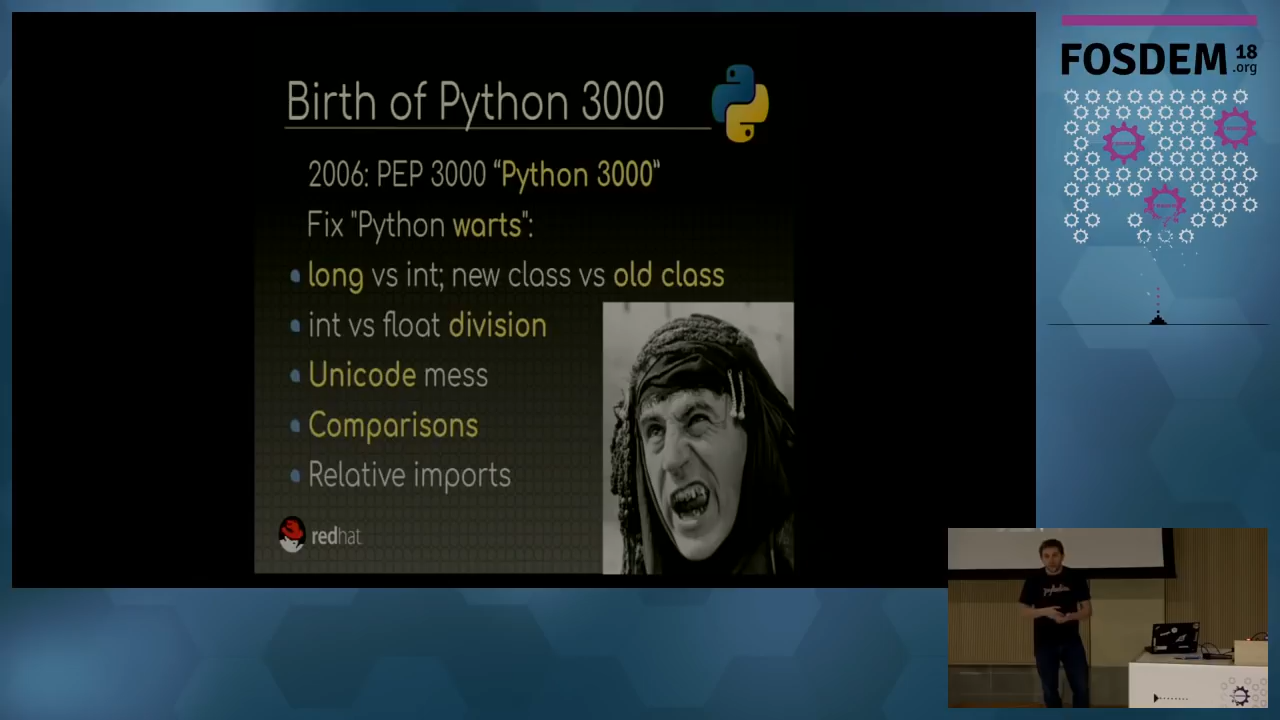 Birth of Python 3000
2006: PEP 3000 “Python 3000”
Fix "Python warts":
long vs int; new class vs old class
int vs float division
Unicode mess
Comparisons
Relative imports
redhat
FOSDEM 18
.org